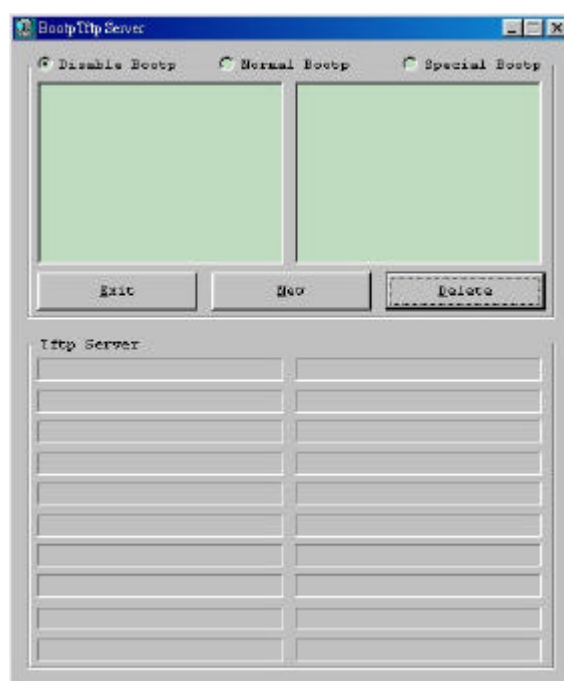 BootpTftp Server
Disable Bootp Normal Bootp Special Bootp
Exit New Delete
Tftp Server